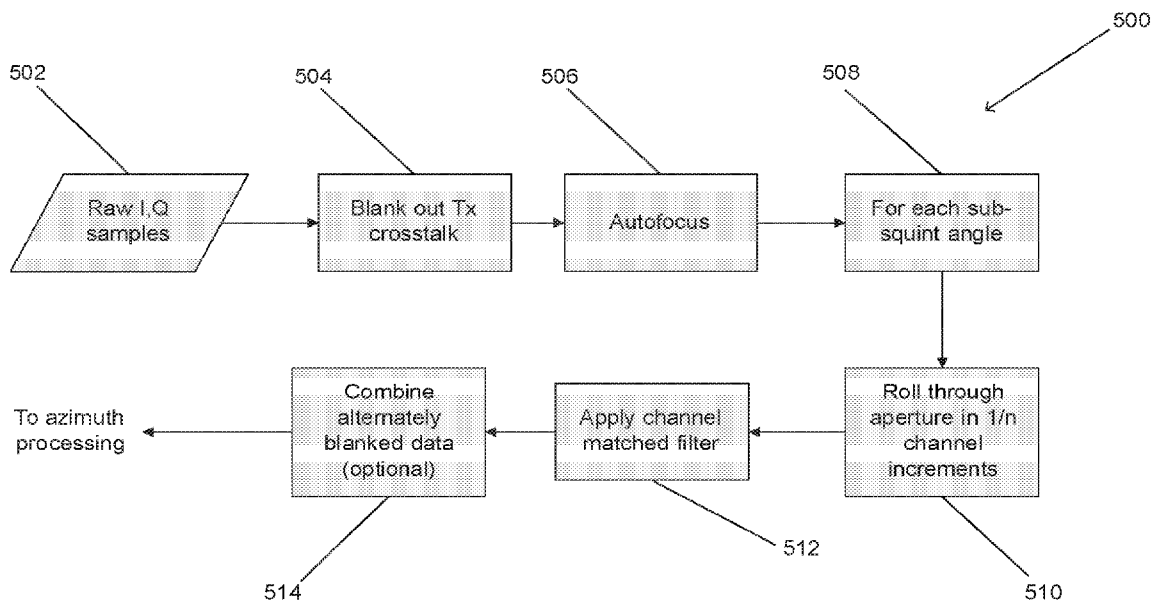 500
502
504
506
508
Raw I,Q
samples
Blank out Tx
crosstalk
Autofocus
For each sub-
squint angle
To azimuth
processing
Combine
alternately
blanked data
(optional)
Apply channel
matched filter
Roll through
aperture in 1/n
channel
increments
514
512
510